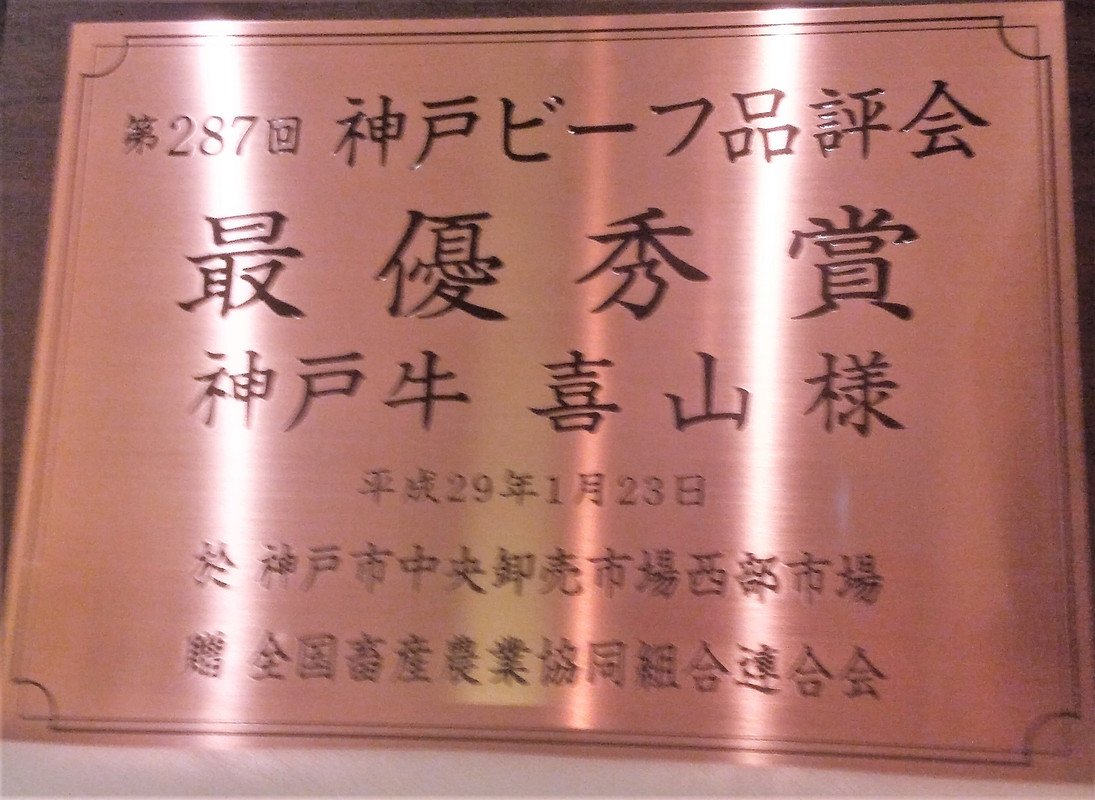 第287回 神戸ビーフ品評会
最優秀賞
神戸牛 喜山様
平成29年1月23日
於 神戸市中央卸売市場西部市場
贈 全国畜産農業協同組合連合会